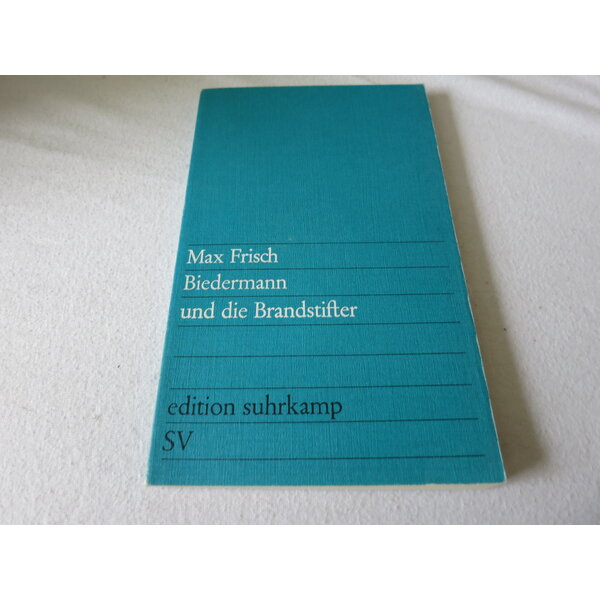 Max Frisch
Biedermann
und die Brandstifter
edition suhrkamp
SV